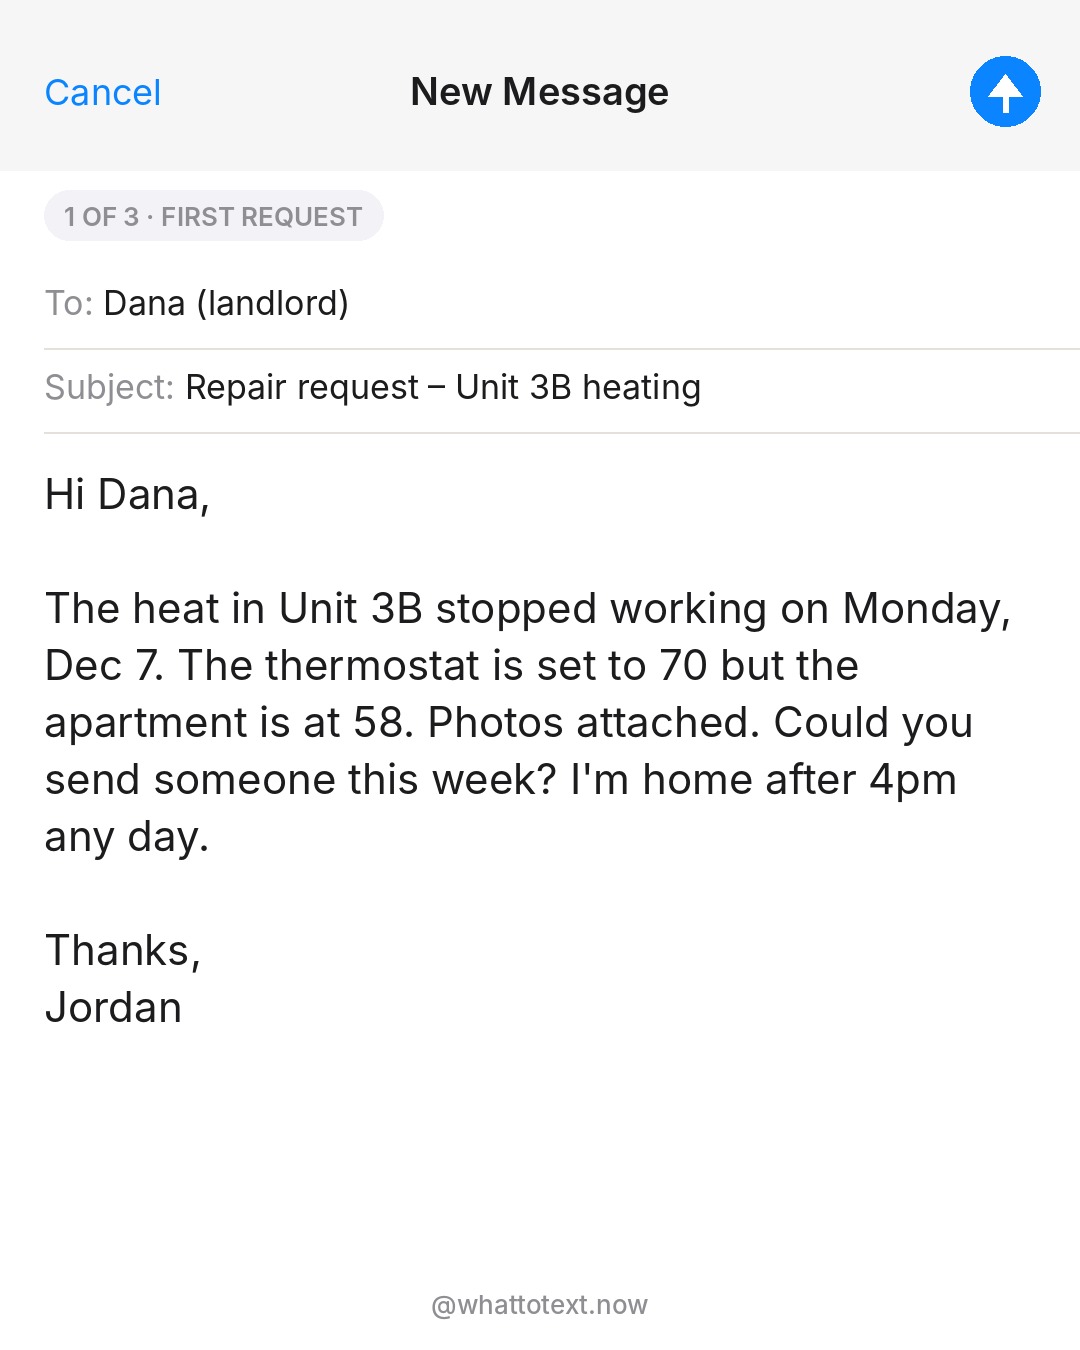 Cancel
New Message
1 OF 3 · FIRST REQUEST
To: Dana (landlord)
Subject: Repair request – Unit 3B heating
Hi Dana,
The heat in Unit 3B stopped working on Monday,
Dec 7. The thermostat is set to 70 but the
apartment is at 58. Photos attached. Could you
send someone this week? I'm home after 4pm
any day.
Thanks,
Jordan
@whattotext.now